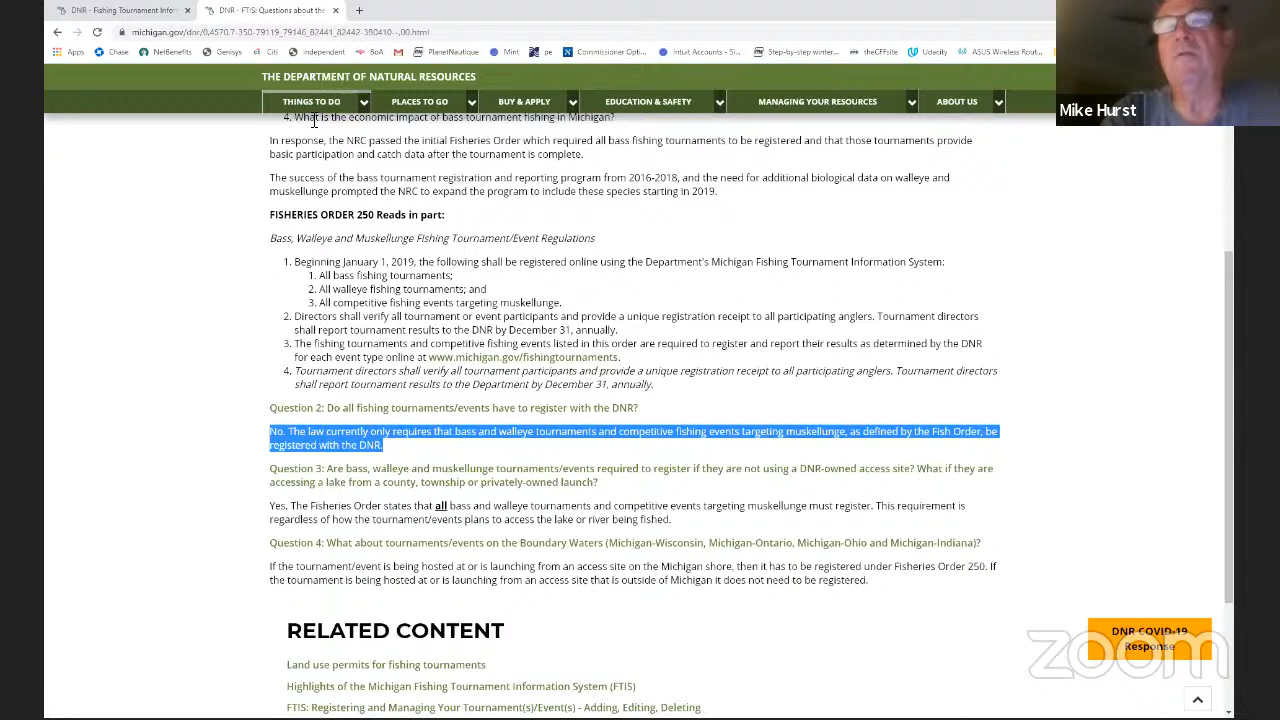 DNR - Fishing Tournament Infor
DNR - FTIS: Questions about the
michigan.gov/dnr/0,4570,7-350-79119_79146_82441_82442-380410--,00.html
Apps
Chase
NetBenefits
Genisys
Citi
Independent
BoA
PlanetNautique
Mint
pe
Commissioner Opti...
Intuit Accounts - Si...
Step-by-step winter...
theCFFsite
Udacity
ASUS Wireless Rout...
THE DEPARTMENT OF NATURAL RESOURCES
THINGS TO DO
PLACES TO GO
BUY & APPLY
EDUCATION & SAFETY
MANAGING YOUR RESOURCES
ABOUT US
Mike Hurst
4. What is the economic impact of bass tournament fishing in Michigan?
In response, the NRC passed the initial Fisheries Order which required all bass fishing tournaments to be registered and that those tournaments provide
basic participation and catch data after the tournament is complete.
The success of the bass tournament registration and reporting program from 2016-2018, and the need for additional biological data on walleye and
muskellunge prompted the NRC to expand the program to include these species starting in 2019.
FISHERIES ORDER 250 Reads in part:
Bass, Walleye and Muskellunge Fishing Tournament/Event Regulations
1. Beginning January 1, 2019, the following shall be registered online using the Department's Michigan Fishing Tournament Information System:
1. All bass fishing tournaments;
2. All walleye fishing tournaments; and
3. All competitive fishing events targeting muskellunge.
2. Directors shall verify all tournament or event participants and provide a unique registration receipt to all participating anglers. Tournament directors
shall report tournament results to the DNR by December 31, annually.
3. The fishing tournaments and competitive fishing events listed in this order are required to register and report their results as determined by the DNR
for each event type online at www.michigan.gov/fishingtournaments.
4. Tournament directors shall verify all tournament participants and provide a unique registration receipt to all participating anglers. Tournament directors
shall report tournament results to the Department by December 31, annually.
Question 2: Do all fishing tournaments/events have to register with the DNR?
No. The law currently only requires that bass and walleye tournaments and competitive fishing events targeting muskellunge, as defined by the Fish Order, be
registered with the DNR.
Question 3: Are bass, walleye and muskellunge tournaments/events required to register if they are not using a DNR-owned access site? What if they are
accessing a lake from a county, township or privately-owned launch?
Yes. The Fisheries Order states that all bass and walleye tournaments and competitive events targeting muskellunge must register. This requirement is
regardless of how the tournament/events plans to access the lake or river being fished.
Question 4: What about tournaments/events on the Boundary Waters (Michigan-Wisconsin, Michigan-Ontario, Michigan-Ohio and Michigan-Indiana)?
If the tournament/event is being hosted at or is launching from an access site on the Michigan shore, then it has to be registered under Fisheries Order 250. If
the tournament is being hosted at or is launching from an access site that is outside of Michigan it does not need to be registered.
RELATED CONTENT
DNR COVID-19
Response
zoom
Land use permits for fishing tournaments
Highlights of the Michigan Fishing Tournament Information System (FTIS)
FTIS: Registering and Managing Your Tournament(s)/Event(s) - Adding, Editing, Deleting